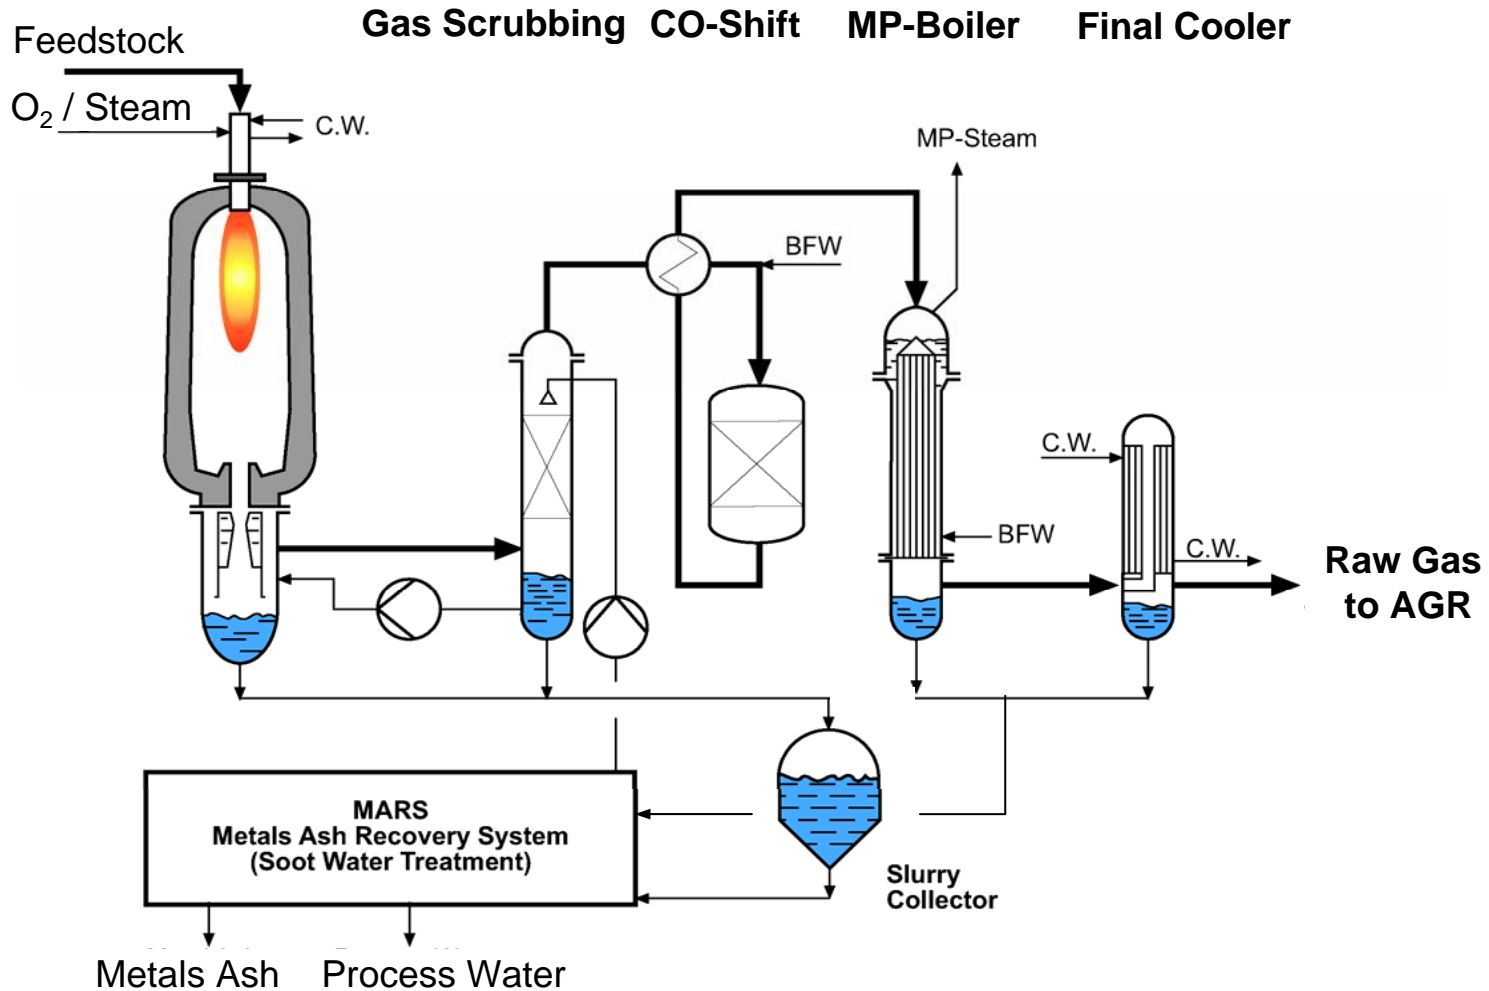 Gas Scrubbing CO-Shift MP-Boiler Final Cooler
Feedstock
O₂ / Steam
C.W.
MP-Steam
BFW
C.W.
BFW
C.W.
Raw Gas
to AGR
MARS
Metals Ash Recovery System
(Soot Water Treatment)
Slurry
Collector
Metals Ash Process Water